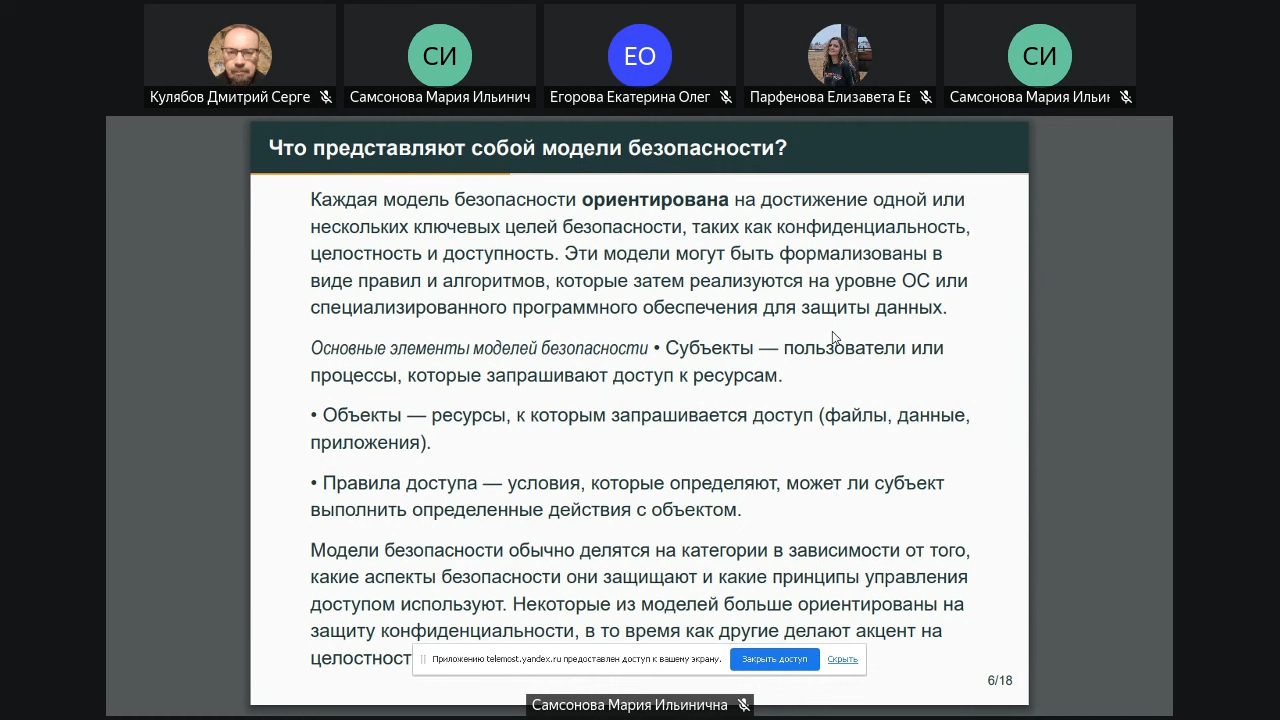 СИ
ЕО
СИ
Кулябов Дмитрий Серге
Самсонова Мария Ильинич
Егорова Екатерина Олег
Парфенова Елизавета Ев
Самсонова Мария Ильин
Что представляют собой модели безопасности?
Каждая модель безопасности ориентирована на достижение одной или
нескольких ключевых целей безопасности, таких как конфиденциальность,
целостность и доступность. Эти модели могут быть формализованы в
виде правил и алгоритмов, которые затем реализуются на уровне ОС или
специализированного программного обеспечения для защиты данных.
Основные элементы моделей безопасности • Субъекты — пользователи или
процессы, которые запрашивают доступ к ресурсам.
• Объекты — ресурсы, к которым запрашивается доступ (файлы, данные,
приложения).
• Правила доступа — условия, которые определяют, может ли субъект
выполнить определенные действия с объектом.
Модели безопасности обычно делятся на категории в зависимости от того,
какие аспекты безопасности они защищают и какие принципы управления
доступом используют. Некоторые из моделей больше ориентированы на
защиту конфиденциальности, в то время как другие делают акцент на
целостност
Приложению telemost.yandex.ru предоставлен доступ к вашему экрану.
Закрыть доступ
Скрыть
6/18
Самсонова Мария Ильинична